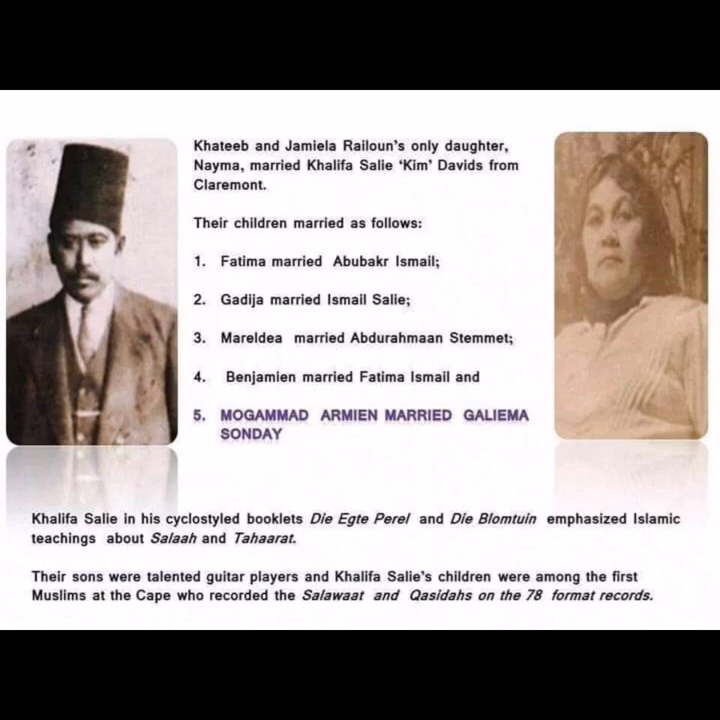 Khateeb and Jamiela Railoun's only daughter,
Nayma, married Khalifa Salie 'Kim' Davids from
Claremont.
Their children married as follows:
1. Fatima married Abubakr Ismail;
2. Gadija married Ismail Salie;
3. Mareldea married Abdurahmaan Stemmet;
4. Benjamien married Fatima Ismail and
5. MOGAMMAD ARMIEN MARRIED GALIEMA
SONDAY
Khalifa Salie in his cyclostyled booklets Die Egte Perel and Die Blomtuin emphasized Islamic
teachings about Salaah and Tahaarat.
Their sons were talented guitar players and Khalifa Salie's children were among the first
Muslims at the Cape who recorded the Salawaat and Qasidahs on the 78 format records.